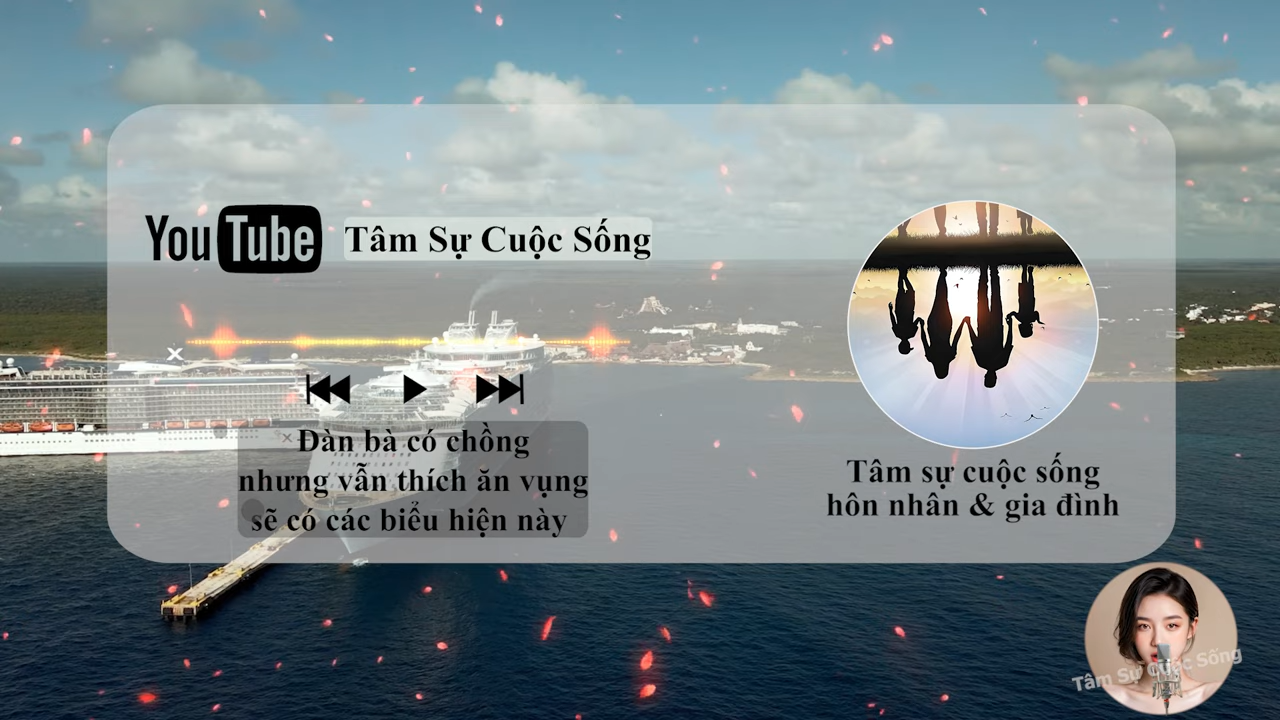 YouTube
Tâm Sự Cuộc Sống
Đàn bà có chồng
nhưng vẫn thích ăn vụng
sẽ có các biểu hiện này
Tâm sự cuộc sống
hôn nhân & gia đình
Tâm Sự Cuộc Sống